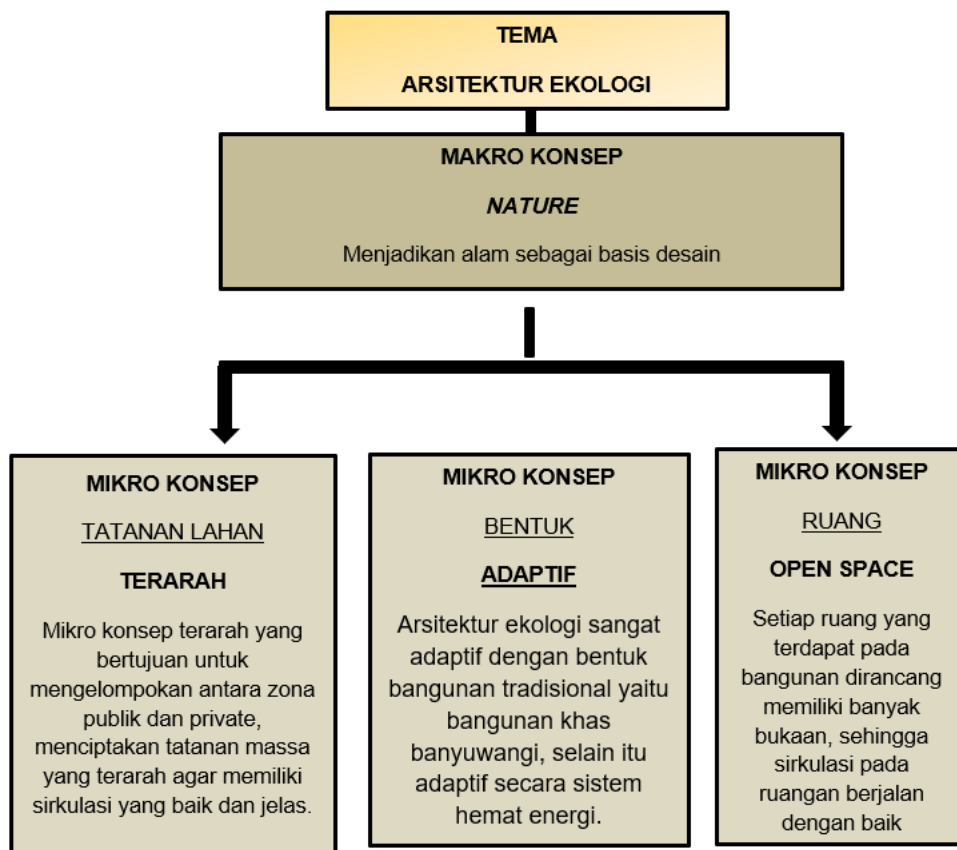 TEMA
ARSITEKTUR EKOLOGI
MAKRO KONSEP
NATURE
Menjadikan alam sebagai basis desain
MIKRO KONSEP
TATANAN LAHAN
TERARAH
Mikro konsep terarah yang
bertujuan untuk
mengelompokan antara zona
publik dan private,
menciptakan tatanan massa
yang terarah agar memiliki
sirkulasi yang baik dan jelas.
MIKRO KONSEP
BENTUK
ADAPTIF
Arsitektur ekologi sangat
adaptif dengan bentuk
bangunan tradisional yaitu
bangunan khas
banyuwangi, selain itu
adaptif secara sistem
hemat energi.
MIKRO KONSEP
RUANG
OPEN SPACE
Setiap ruang yang
terdapat pada
bangunan dirancang
memiliki banyak
bukaan, sehingga
sirkulasi pada
ruangan berjalan
dengan baik